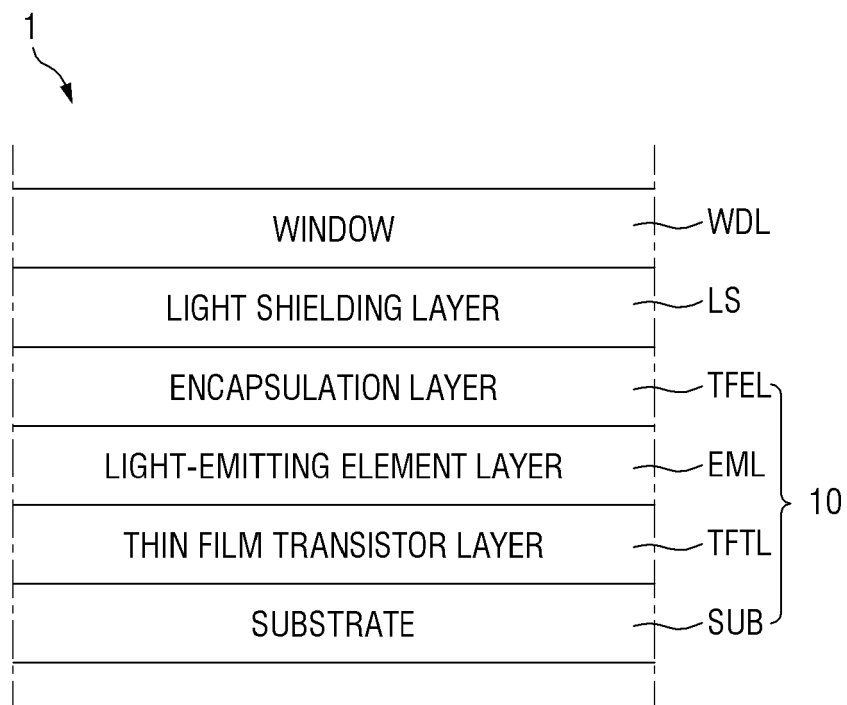 1
WINDOW WDL
LIGHT SHIELDING LAYER LS
ENCAPSULATION LAYER TFEL
LIGHT-EMITTING ELEMENT LAYER EML
10
THIN FILM TRANSISTOR LAYER TFTL
SUBSTRATE SUB